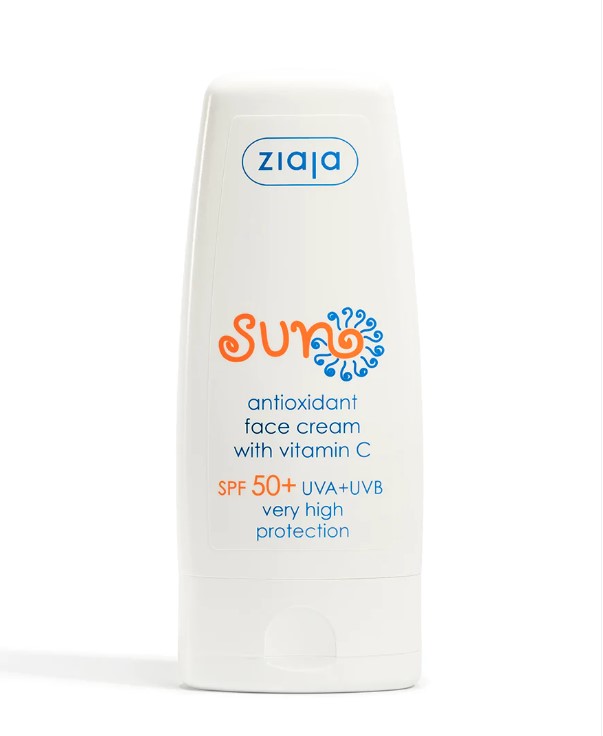 ziaja
sun
antioxidant
face cream
with vitamin C
SPF 50+ UVA+UVB
very high
protection